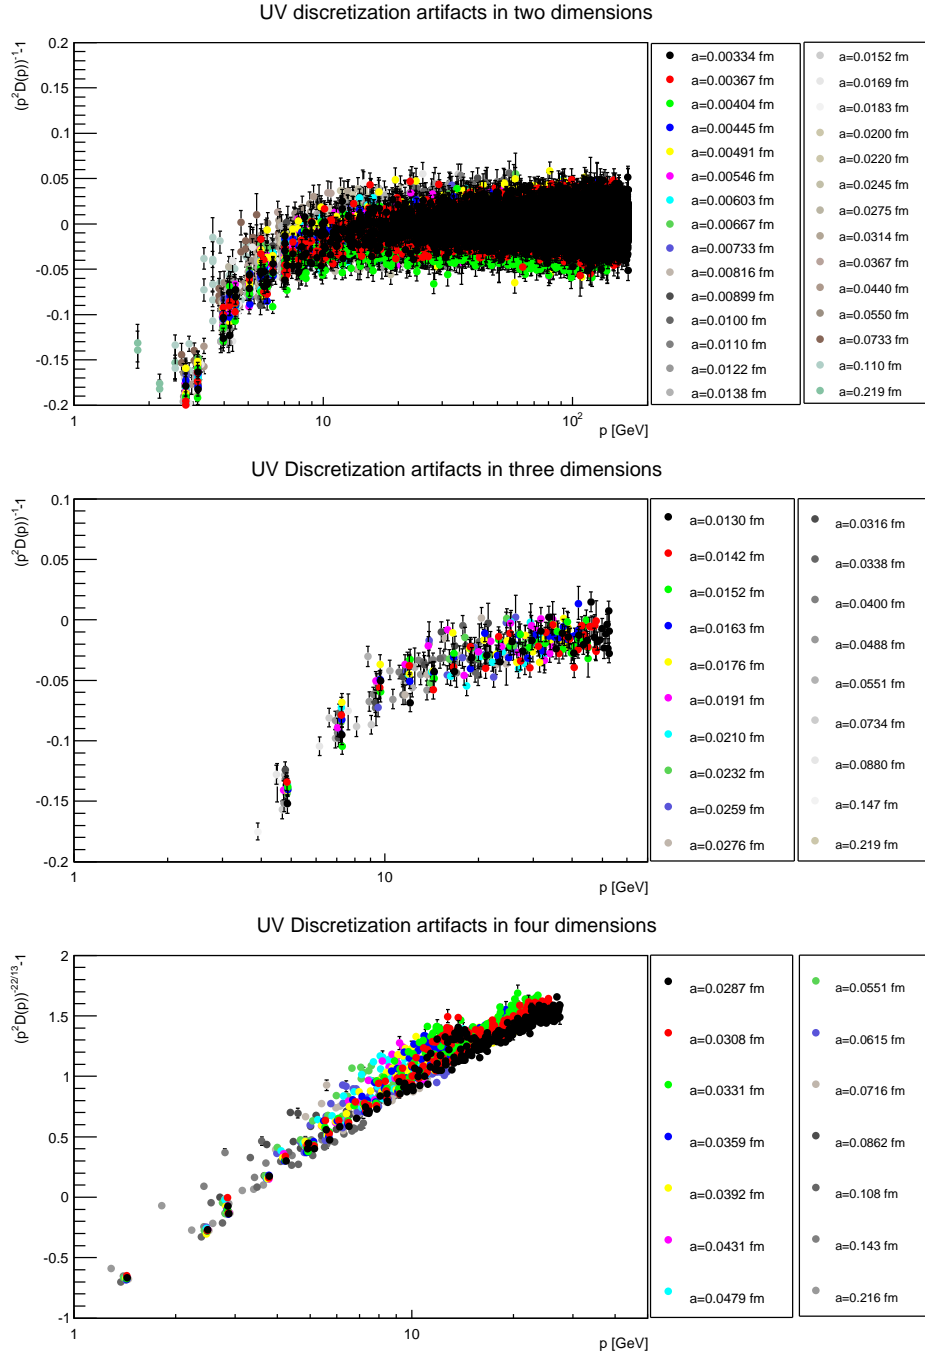 UV discretization artifacts in two dimensions
(p²D(p))⁻¹-1
0.2
0.15
0.1
0.05
0
-0.05
-0.1
-0.15
-0.2
1
10
10²
p [GeV]
a=0.00334 fm
a=0.00367 fm
a=0.00404 fm
a=0.00445 fm
a=0.00491 fm
a=0.00546 fm
a=0.00603 fm
a=0.00667 fm
a=0.00733 fm
a=0.00816 fm
a=0.00899 fm
a=0.0100 fm
a=0.0110 fm
a=0.0122 fm
a=0.0138 fm
a=0.0152 fm
a=0.0169 fm
a=0.0183 fm
a=0.0200 fm
a=0.0220 fm
a=0.0245 fm
a=0.0275 fm
a=0.0314 fm
a=0.0367 fm
a=0.0440 fm
a=0.0550 fm
a=0.0733 fm
a=0.110 fm
a=0.219 fm
UV Discretization artifacts in three dimensions
(p²D(p))⁻¹-1
0.1
0.05
0
-0.05
-0.1
-0.15
-0.2
1
10
p [GeV]
a=0.0130 fm
a=0.0142 fm
a=0.0152 fm
a=0.0163 fm
a=0.0176 fm
a=0.0191 fm
a=0.0210 fm
a=0.0232 fm
a=0.0259 fm
a=0.0276 fm
a=0.0316 fm
a=0.0338 fm
a=0.0400 fm
a=0.0488 fm
a=0.0551 fm
a=0.0734 fm
a=0.0880 fm
a=0.147 fm
a=0.219 fm
UV Discretization artifacts in four dimensions
(p²D(p))⁻²²/¹³-1
2
1.5
1
0.5
0
-0.5
-1
1
10
p [GeV]
a=0.0287 fm
a=0.0308 fm
a=0.0331 fm
a=0.0359 fm
a=0.0392 fm
a=0.0431 fm
a=0.0479 fm
a=0.0551 fm
a=0.0615 fm
a=0.0716 fm
a=0.0862 fm
a=0.108 fm
a=0.143 fm
a=0.216 fm